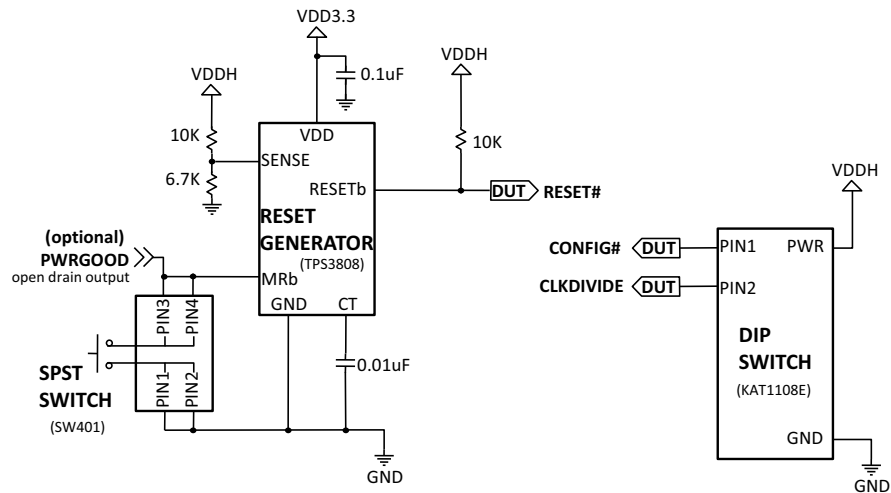 VDD3.3
VDDH
0.1uF
VDDH
10K
VDD
10K
SENSE
6.7K
RESETb
DUT
RESET#
VDDH
RESET
GENERATOR
(TPS3808)
(optional)
PWRGOOD
open drain output
MRb
GND
CT
PIN3
PIN4
PIN1
PIN2
SPST
SWITCH
(SW401)
0.01uF
GND
CONFIG#
DUT
PIN1
PWR
CLKDIVIDE
DUT
PIN2
DIP
SWITCH
(KAT1108E)
GND
GND